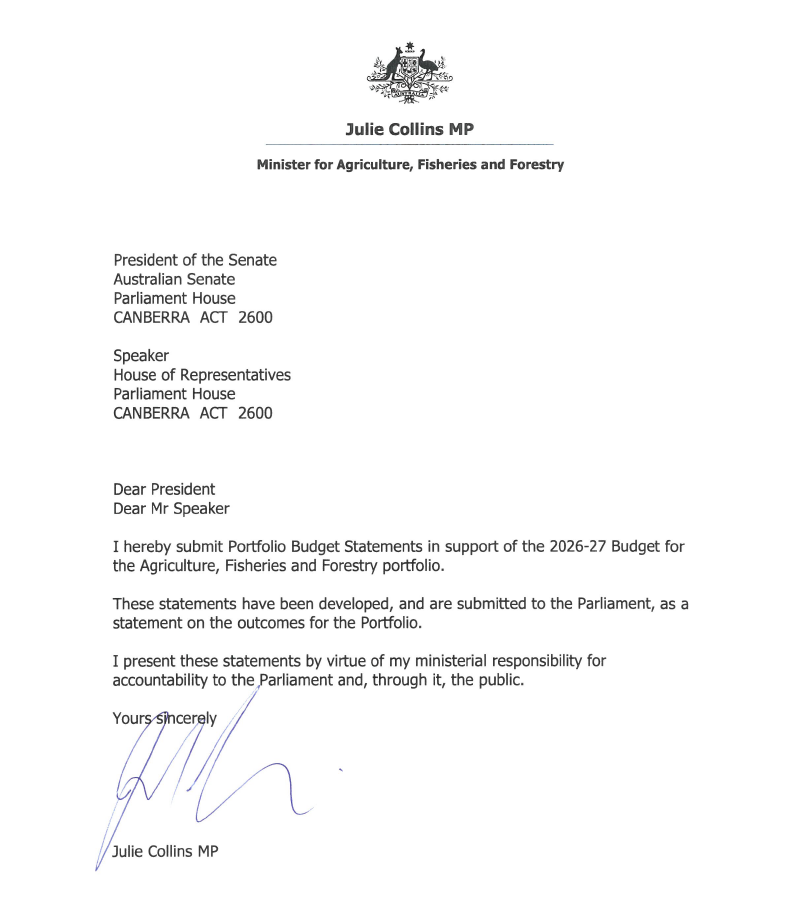 AUSTRALIA
Julie Collins MP
Minister for Agriculture, Fisheries and Forestry
President of the Senate
Australian Senate
Parliament House
CANBERRA ACT 2600
Speaker
House of Representatives
Parliament House
CANBERRA ACT 2600
Dear President
Dear Mr Speaker
I hereby submit Portfolio Budget Statements in support of the 2026-27 Budget for
the Agriculture, Fisheries and Forestry portfolio.
These statements have been developed, and are submitted to the Parliament, as a
statement on the outcomes for the Portfolio.
I present these statements by virtue of my ministerial responsibility for
accountability to the Parliament and, through it, the public.
Yours sincerely
Julie Collins MP